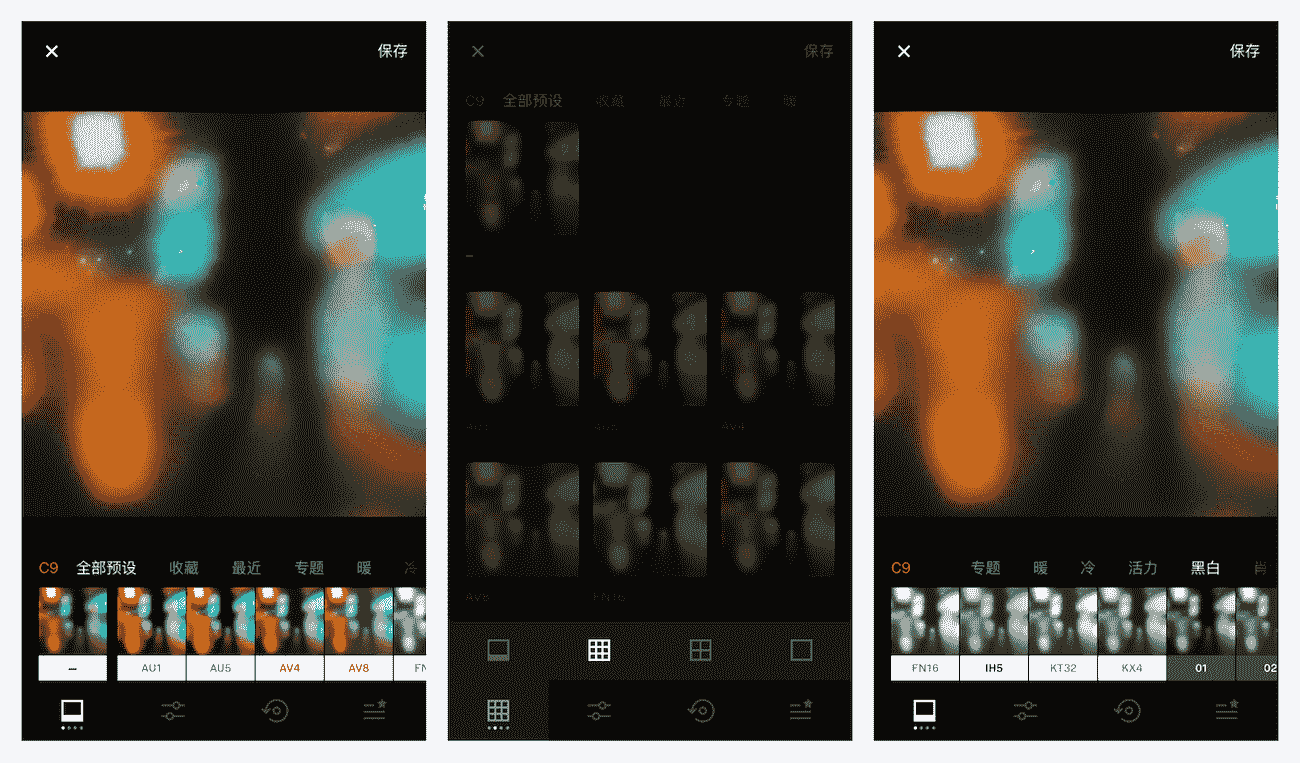 保存
C9 全部预设 收藏 最近 专题 暖 冷
— AU1 AU5 AV4 AV8 FN
保存
C9 全部预设 收藏 最近 专题 暖
—
AU1 AU5 AV4
AV8 FN16
保存
C9 专题 暖 冷 活力 黑白
FN16 IH5 KT32 KX4 01 02